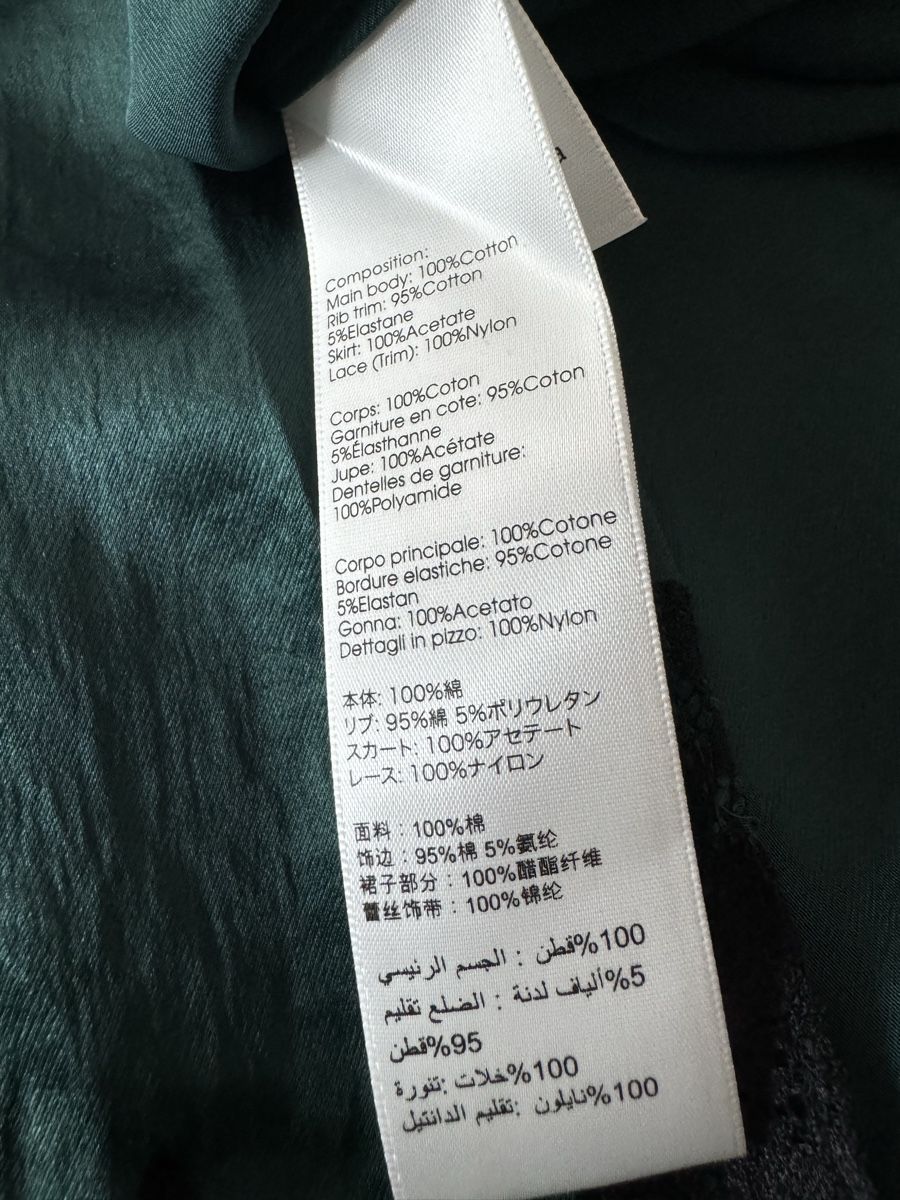 a
Composition:
Main body: 100%Cotton
Rib trim: 95%Cotton
5%Elastane
Skirt: 100%Acetate
Lace (Trim): 100%Nylon
Corps: 100%Coton
Garniture en cote: 95%Coton
5%Élasthanne
Jupe: 100%Acétate
Dentelles de garniture:
100%Polyamide
Corpo principale: 100%Cotone
Bordure elastiche: 95%Cotone
5%Elastan
Gonna: 100%Acetato
Dettagli in pizzo: 100%Nylon
本体: 100%綿
リブ: 95%綿 5%ポリウレタン
スカート: 100%アセテート
レース: 100%ナイロン
面料：100%棉
饰边：95%棉 5%氨纶
裙子部分：100%醋酯纤维
蕾丝饰带：100%锦纶
100%قطن : الجسم الرئيسي
5%ألياف لدنة : الضلع تقليم
95%قطن
100%خلات :تنورة
100%نايلون :تقليم الدانتيل